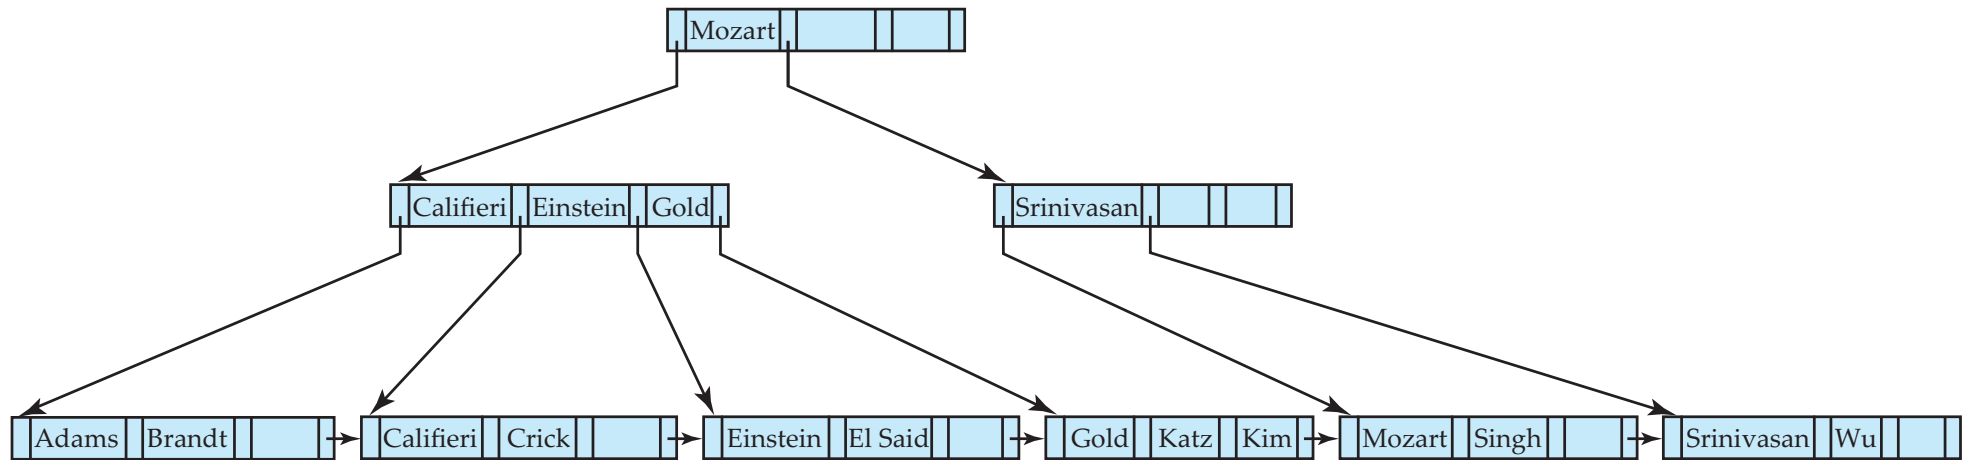 Mozart
Califieri Einstein Gold Srinivasan
Adams Brandt Califieri Crick Einstein El Said Gold Katz Kim Mozart Singh Srinivasan Wu